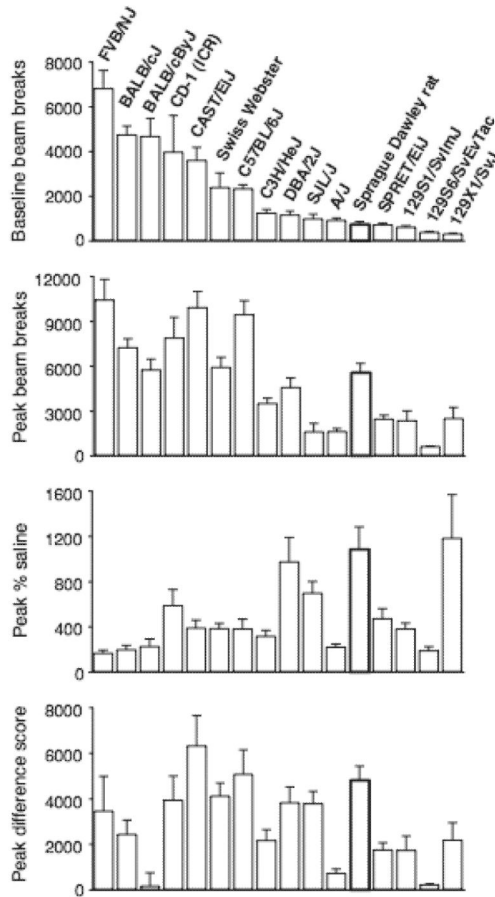 FVB/NJ
BALB/cJ
BALB/cByJ
CD-1 (ICR)
CAST/EiJ
Swiss Webster
C57BL/6J
C3H/HeJ
DBA/2J
SJL/J
A/J
Sprague Dawley rat
SPRET/EiJ
129S1/SvImJ
129S6/SvEvTac
129X1/SvJ
Baseline beam breaks
8000
6000
4000
2000
0
Peak beam breaks
12000
9000
6000
3000
0
Peak % saline
1600
1200
800
400
0
Peak difference score
8000
6000
4000
2000
0